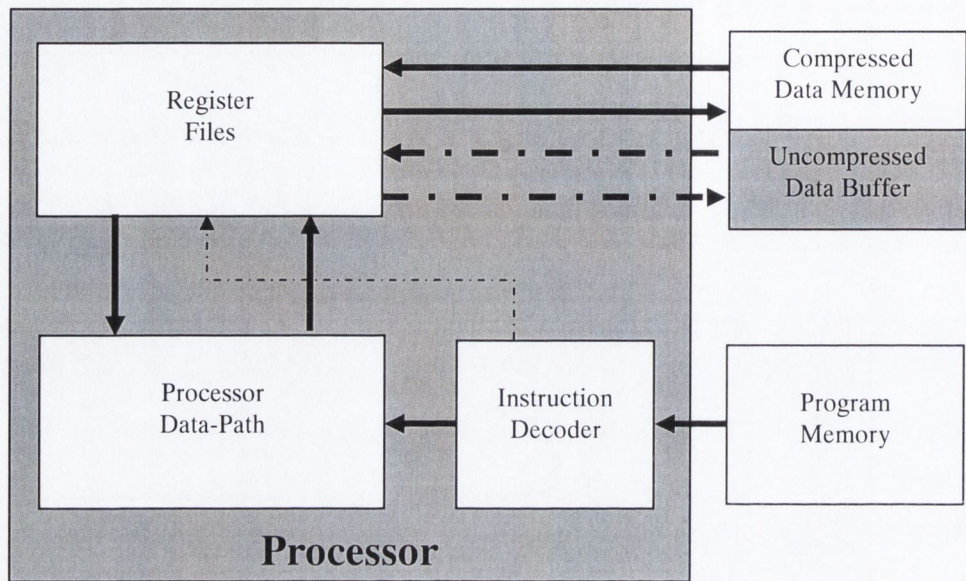 Register
Files
Compressed
Data Memory
Uncompressed
Data Buffer
Processor
Data-Path
Instruction
Decoder
Program
Memory
Processor